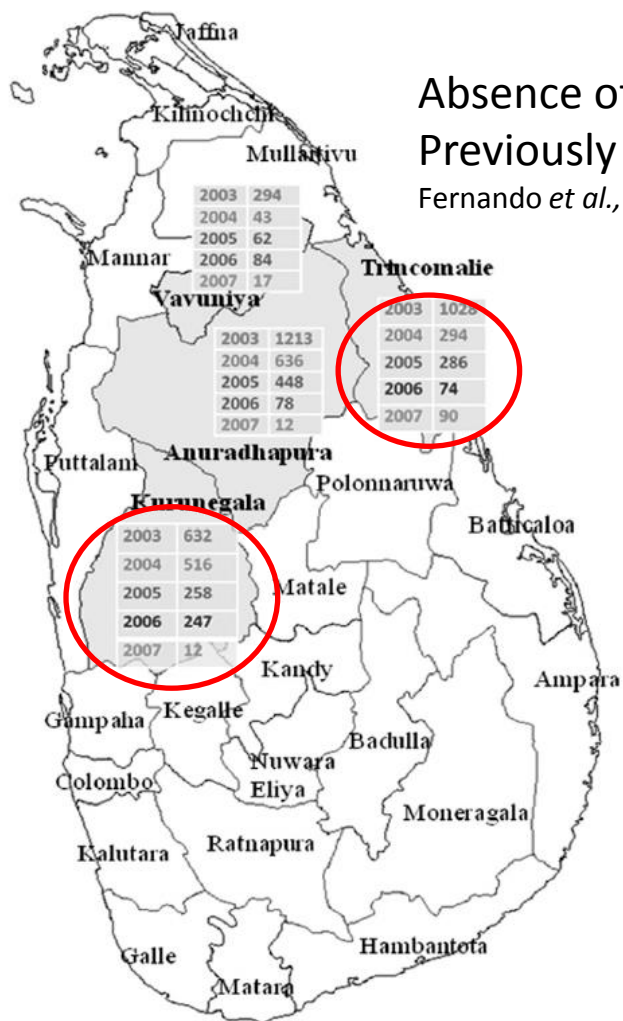 Jaffna
Absence of
Kilinochchi
Previously
Mullaitivu
Fernando et al.,
2003 294
2004 43
2005 62
2006 84
2007 17
Mannar
Trincomalie
Vavuniya
2003 1028
2004 294
2005 286
2006 74
2007 90
2003 1213
2004 636
2005 448
2006 78
2007 12
Anuradhapura
Puttalam
Polonnaruwa
Kurunegala
Batticaloa
2003 632
2004 516
2005 258
2006 247
2007 12
Matale
Kandy
Ampara
Gampaha
Kegalle
Badulla
Nuwara
Eliya
Colombo
Moneragala
Ratnapura
Kalutara
Hambantota
Galle
Matara